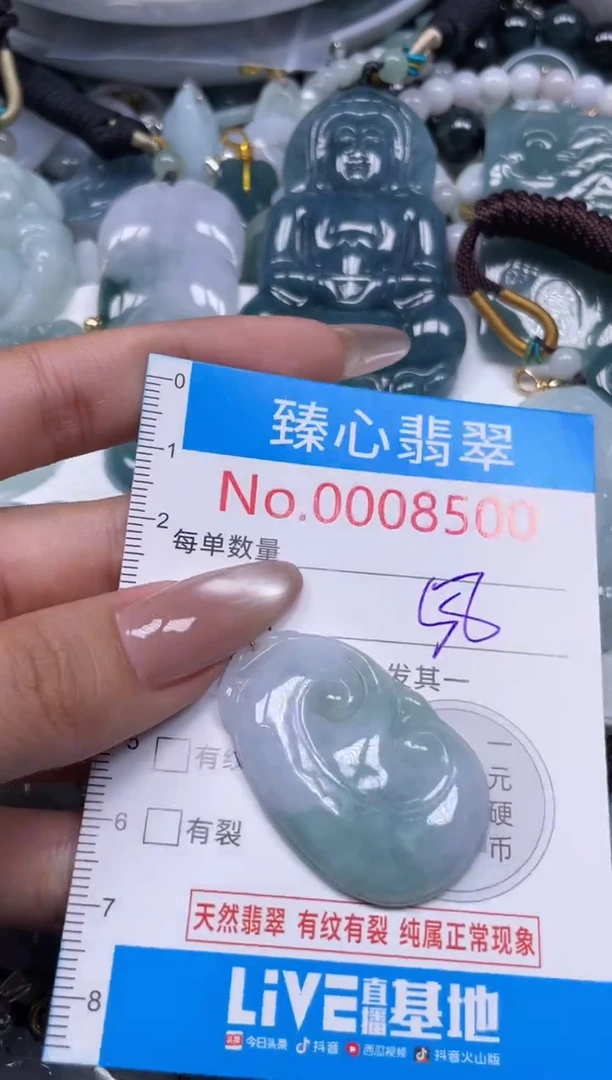 0
臻心翡翠
1
No.0008500
2
每单数量
58
发其一
5
有纹
一元硬币
6
有裂
7
天然翡翠 有纹有裂 纯属正常现象
8
LiVE直播基地
头条 今日头条 抖音 西瓜视频 抖音火山版